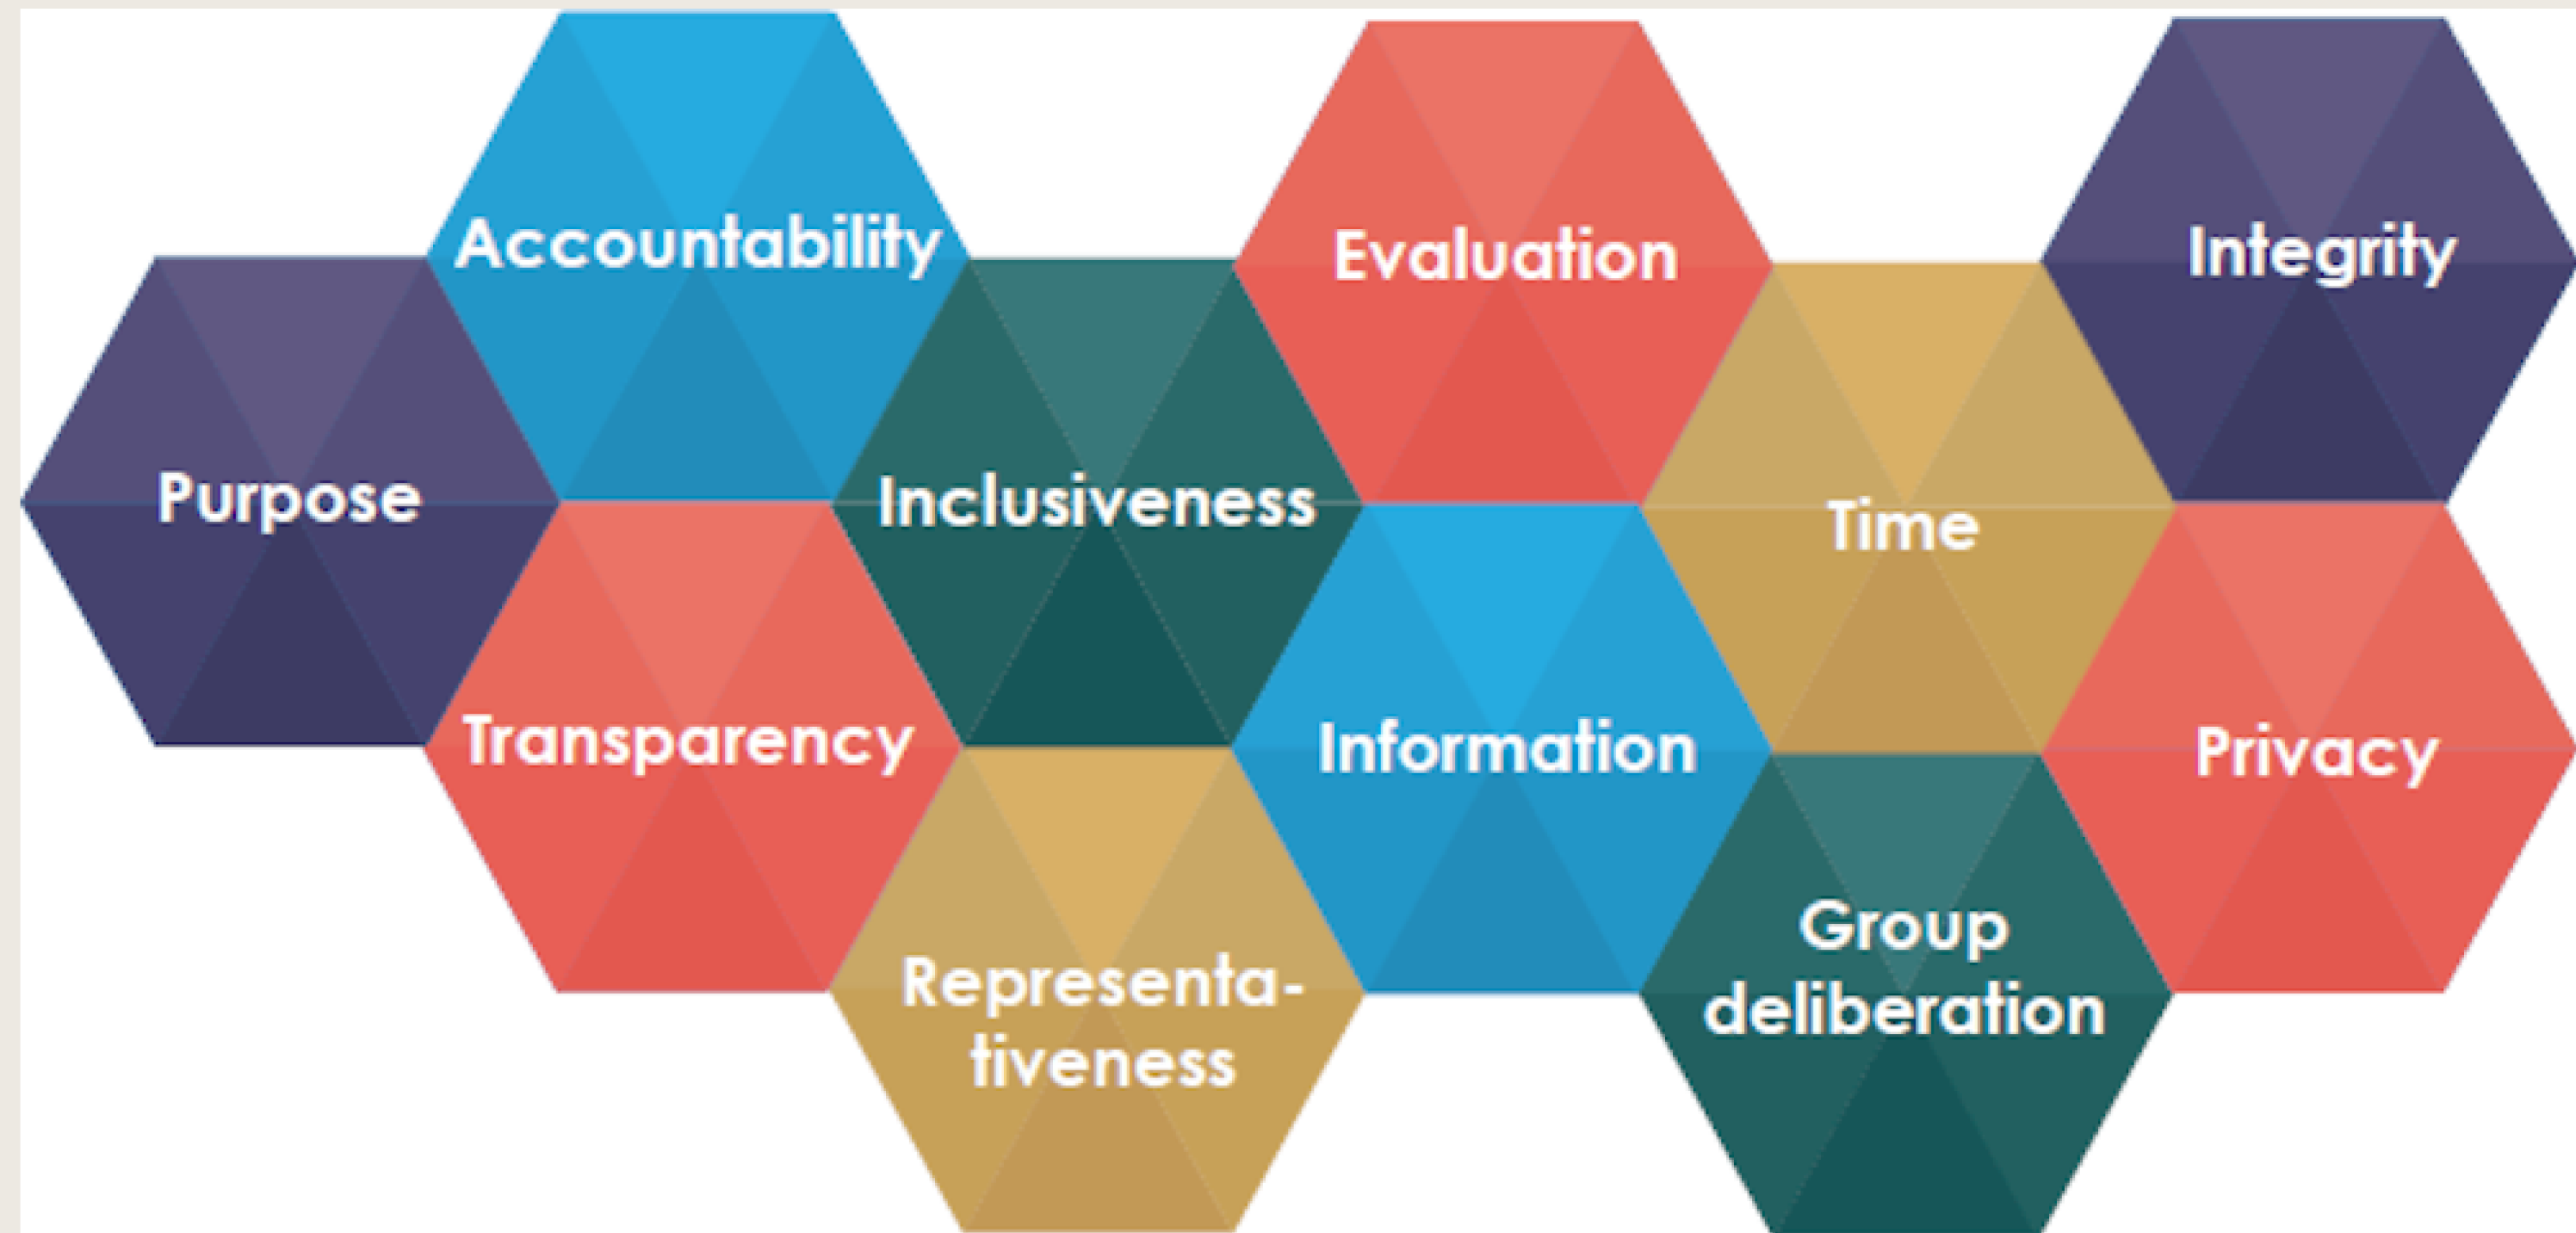 Accountability
Evaluation
Integrity
Purpose
Inclusiveness
Time
Transparency
Information
Privacy
Representa-
tiveness
Group
deliberation